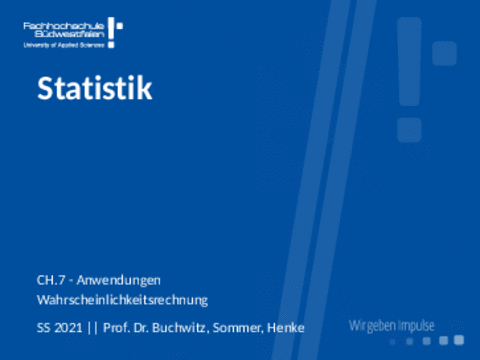 Fachhochschule
Südwestfalen
University of Applied Sciences
Statistik
CH.7 - Anwendungen
Wahrscheinlichkeitsrechnung
SS 2021 || Prof. Dr. Buchwitz, Sommer, Henke
Wir geben Impulse